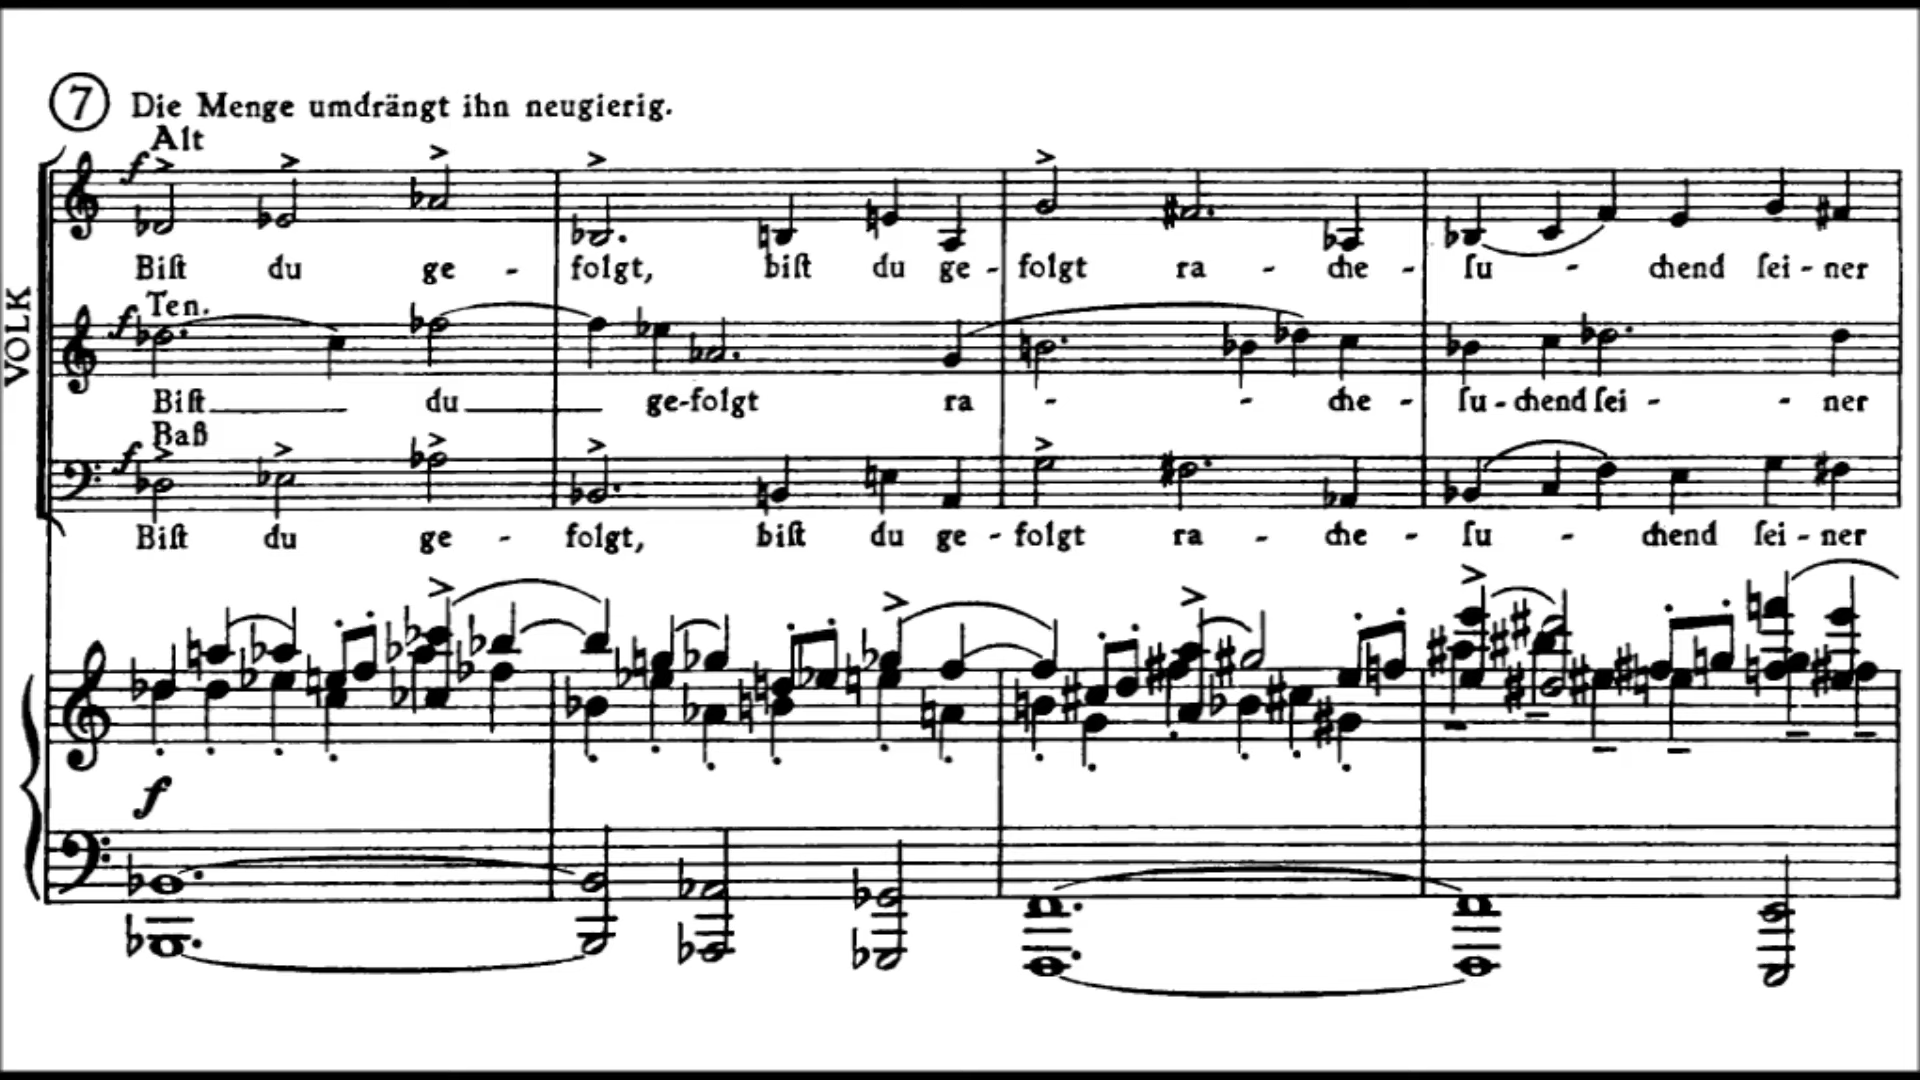 7 Die Menge umdrängt ihn neugierig.
Alt
f
Biſt du ge - folgt, biſt du ge - folgt ra - che - ſu - chend ſei - ner
VOLK
Ten.
f
Biſt du ge-folgt ra - - che - ſu - chend ſei - - ner
Baß
f
Biſt du ge - folgt, biſt du ge - folgt ra - che - ſu - chend ſei - ner
f